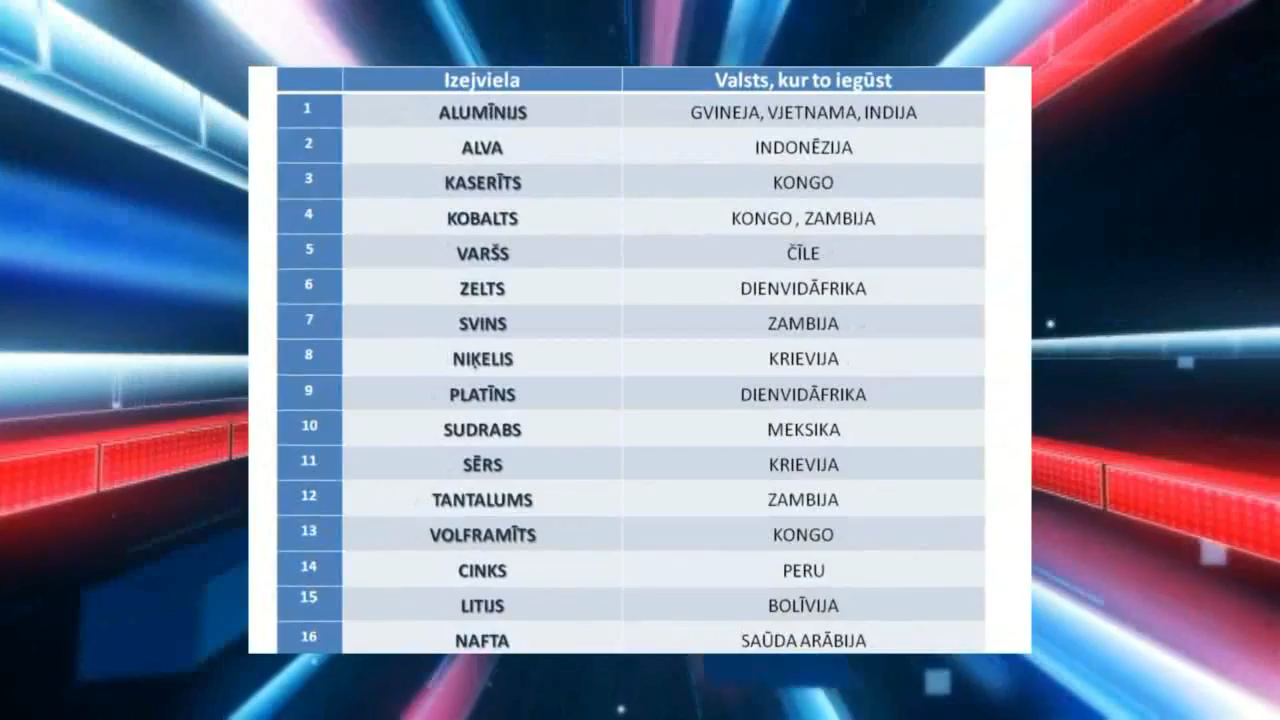 Izejviela Valsts, kur to iegūst
1 ALUMĪNIJS GVINEJA, VJETNAMA, INDIJA
2 ALVA INDONĒZIJA
3 KASERĪTS KONGO
4 KOBALTS KONGO , ZAMBIJA
5 VARŠS ČĪLE
6 ZELTS DIENVIDĀFRIKA
7 SVINS ZAMBIJA
8 NIĶELIS KRIEVIJA
9 PLATĪNS DIENVIDĀFRIKA
10 SUDRABS MEKSIKA
11 SĒRS KRIEVIJA
12 TANTALUMS ZAMBIJA
13 VOLFRAMĪTS KONGO
14 CINKS PERU
15 LITIJS BOLĪVIJA
16 NAFTA SAŪDA ARĀBIJA